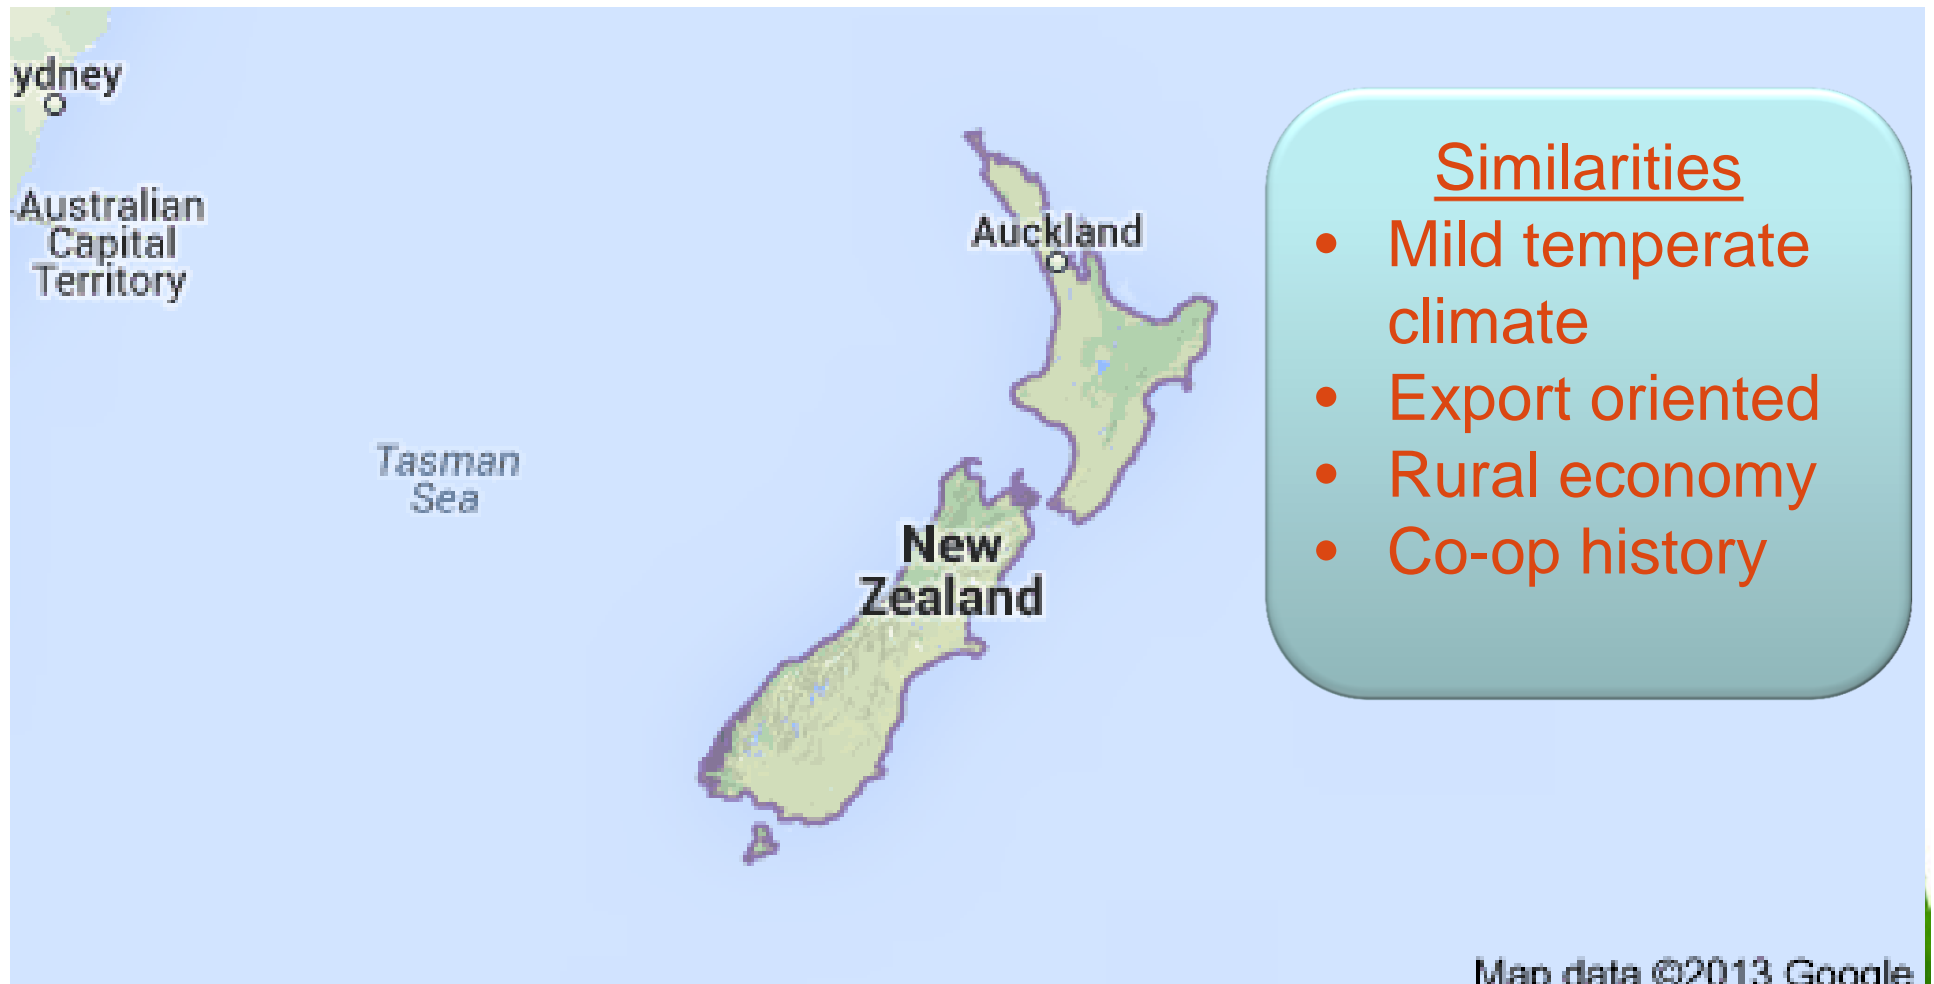 ydney
Australian
Capital
Territory
Tasman
Sea
Auckland
New
Zealand
Similarities
• Mild temperate
climate
• Export oriented
• Rural economy
• Co-op history
Map data ©2013 Google